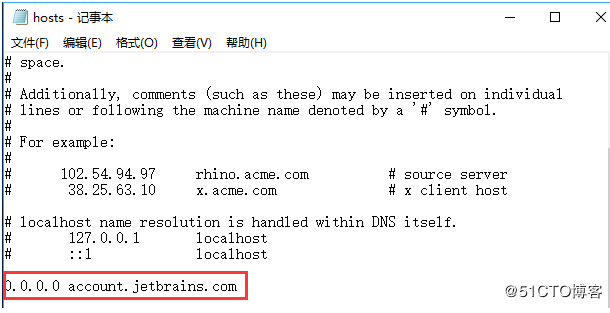 hosts - 记事本
文件(F) 编辑(E) 格式(O) 查看(V) 帮助(H)
# space.
#
# Additionally, comments (such as these) may be inserted on individual
# lines or following the machine name denoted by a '#' symbol.
#
# For example:
#
# 102.54.94.97 rhino.acme.com # source server
# 38.25.63.10 x.acme.com # x client host
# localhost name resolution is handled within DNS itself.
# 127.0.0.1 localhost
# ::1 localhost
0.0.0.0 account.jetbrains.com
@51CTO博客